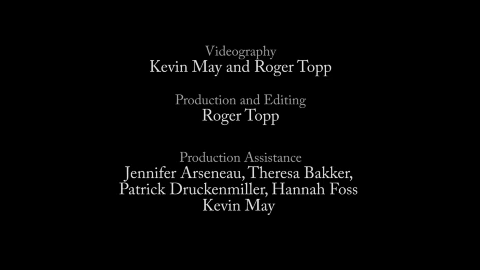 Videography
Kevin May and Roger Topp
Production and Editing
Roger Topp
Production Assistance
Jennifer Arseneau, Theresa Bakker,
Patrick Druckenmiller, Hannah Foss
Kevin May